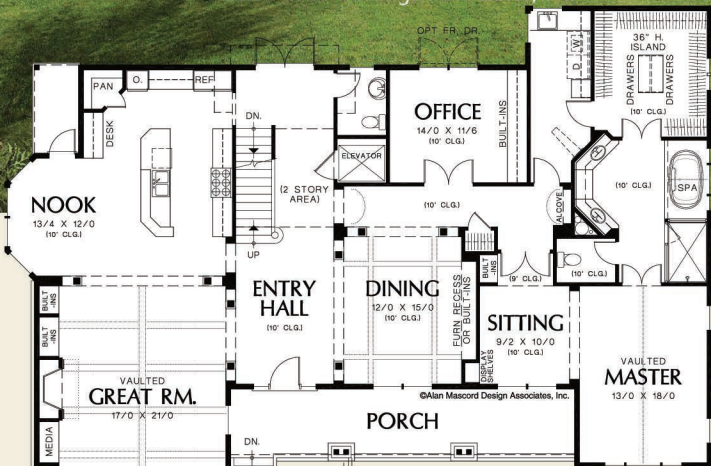 OPT FR. DR.
36" H.
ISLAND
DRAWERS
DRAWERS
(10' CLG.)
W
D
PAN
O.
REF
DESK
DN.
OFFICE
14/0 X 11/6
(10' CLG.)
BUILT-INS
ELEVATOR
(2 STORY
AREA)
UP
NOOK
13/4 X 12/0
(10' CLG.)
(10' CLG.)
ALCOVE
(10' CLG.)
SPA
(10' CLG.)
BUILT
-INS
(9' CLG.)
ENTRY
HALL
(10' CLG.)
DINING
12/0 X 15/0
(10' CLG.)
FURN RECESS
OR BUILT-INS
SITTING
9/2 X 10/0
(10' CLG.)
DISPLAY
SHELVES
BUILT
-INS
BUILT
-INS
VAULTED
MASTER
13/0 X 18/0
VAULTED
GREAT RM.
17/0 X 21/0
MEDIA
©Alan Mascord Design Associates, Inc.
PORCH
DN.